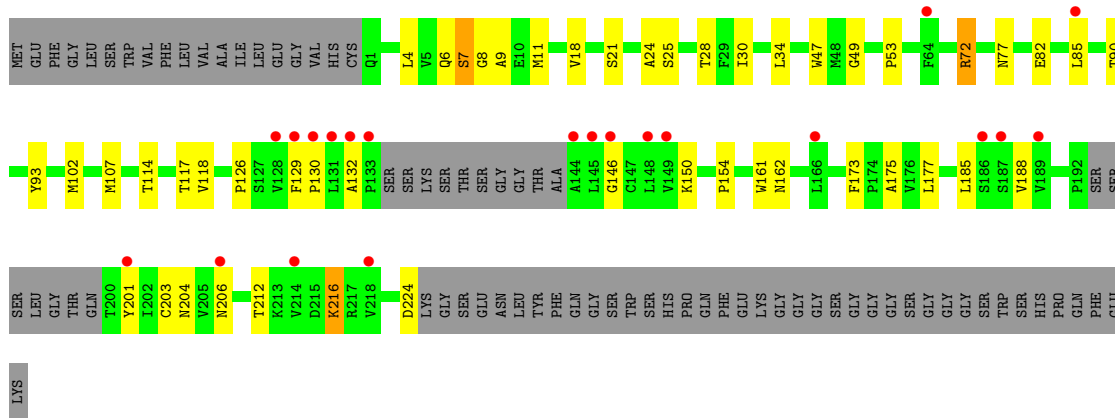 MET GLU PHE GLY LEU SER TRP VAL PHE LEU VAL ALA ILE LEU GLU GLY VAL HIS CYS Q1 L4 V5 Q6 S7 G8 A9 E10 M11 V18 S21 A24 S25 T28 F29 I30 L34 W47 M48 G49 P53 F64 R72 N77 E82 L85 T90
Y93 M102 M107 T114 T117 V118 P126 S127 V128 F129 P130 L131 A132 P133 SER SER LYS SER THR SER GLY GLY THR ALA A144 L145 G146 C147 L148 V149 K150 P154 W161 N162 L166 F173 P174 A175 V176 L177 L185 S186 S187 V188 V189 P192 SER SER
SER LEU GLY THR GLN T200 Y201 I202 C203 N204 V205 N206 T212 K213 V214 D215 K216 R217 V218 D224 LYS GLY SER GLU ASN LEU TYR PHE GLN GLY SER TRP SER HIS PRO GLN PHE GLU LYS GLY GLY GLY SER GLY GLY GLY SER GLY GLY GLY SER TRP SER HIS PRO GLN PHE GLU
LYS